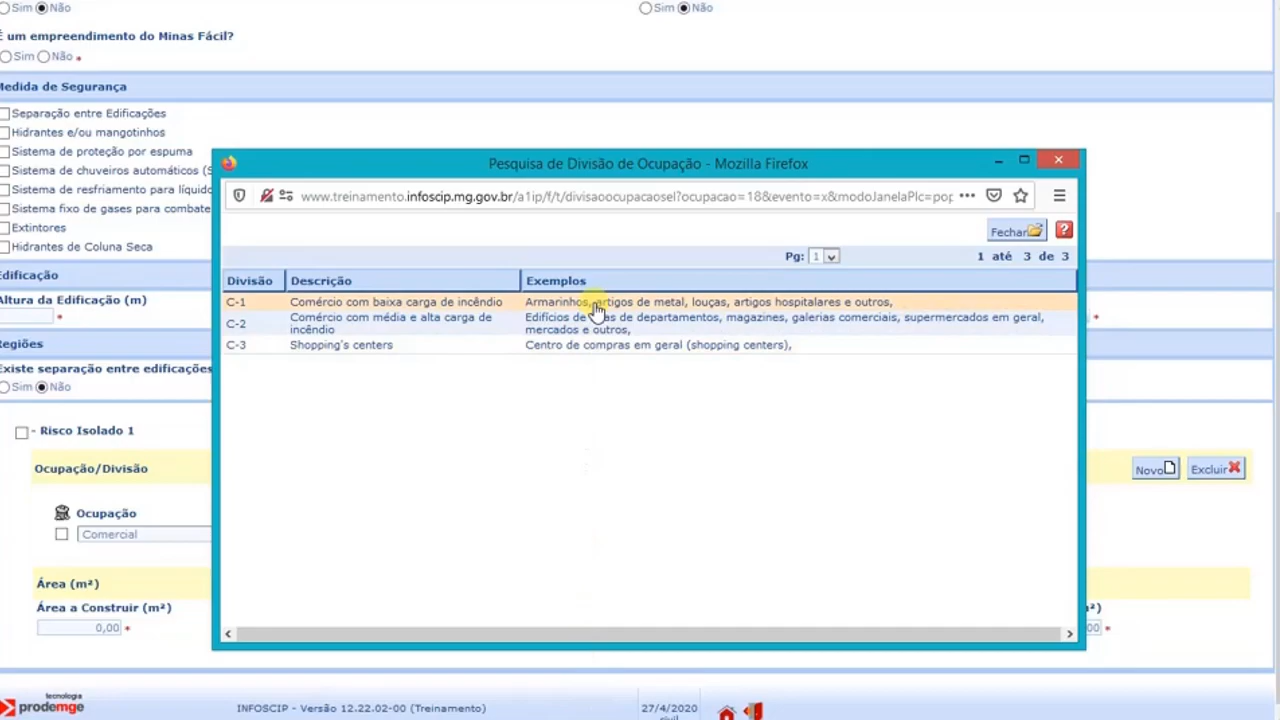 Sim Não
Sim Não
É um empreendimento do Minas Fácil?
Sim Não *
Medida de Segurança
Separação entre Edificações
Hidrantes e/ou mangotinhos
Sistema de proteção por espuma
Sistema de chuveiros automáticos (S
Sistema de resfriamento para líquido
Sistema fixo de gases para combate
Extintores
Hidrantes de Coluna Seca
Edificação
Altura da Edificação (m)
*
*
Regiões
Existe separação entre edificações
Sim Não
- Risco Isolado 1
Ocupação/Divisão
Novo
Excluir
Ocupação
Comercial
Área (m²)
Área a Construir (m²)
0,00 *
²)
00 *
Pesquisa de Divisão de Ocupação - Mozilla Firefox
www.treinamento.infoscip.mg.gov.br/a1ip/f/t/divisaoocupacaosel?ocupacao=18&evento=x&modoJanelaPlc=pop
Fechar ?
Pg: 1
1 até 3 de 3
Divisão Descrição Exemplos
C-1 Comércio com baixa carga de incêndio Armarinhos, artigos de metal, louças, artigos hospitalares e outros,
C-2 Comércio com média e alta carga de incêndio Edifícios de de departamentos, magazines, galerias comerciais, supermercados em geral, mercados e outros,
C-3 Shopping's centers Centro de compras em geral (shopping centers),
tecnologia
prodemge
INFOSCIP - Versão 12.22.02-00 (Treinamento)
27/4/2020
civil